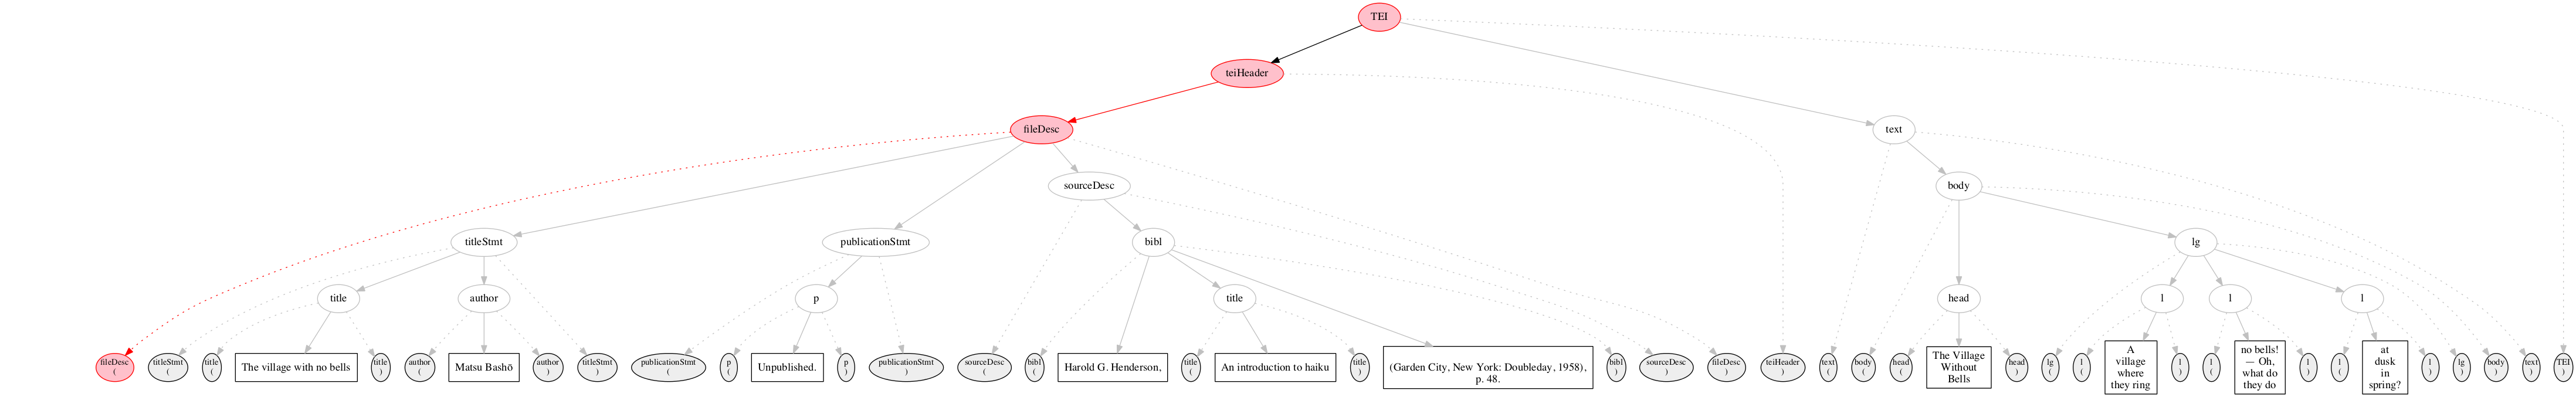 TEI
teiHeader
fileDesc
text
sourceDesc
body
titleStmt
publicationStmt
bibl
lg
title
author
p
title
head
l
l
l
fileDesc
(
titleStmt
(
title
(
The village with no bells
title
)
author
(
Matsu Bashō
author
)
titleStmt
)
publicationStmt
(
p
(
Unpublished.
p
)
publicationStmt
)
sourceDesc
(
bibl
(
Harold G. Henderson,
title
(
An introduction to haiku
title
)
(Garden City, New York: Doubleday, 1958),
p. 48.
bibl
)
sourceDesc
)
fileDesc
)
teiHeader
)
text
(
body
(
head
(
The Village
Without
Bells
head
)
lg
(
l
(
A
village
where
they ring
l
)
l
(
no bells!
— Oh,
what do
they do
l
)
l
(
at
dusk
in
spring?
l
)
lg
)
body
)
text
)
TEI
)